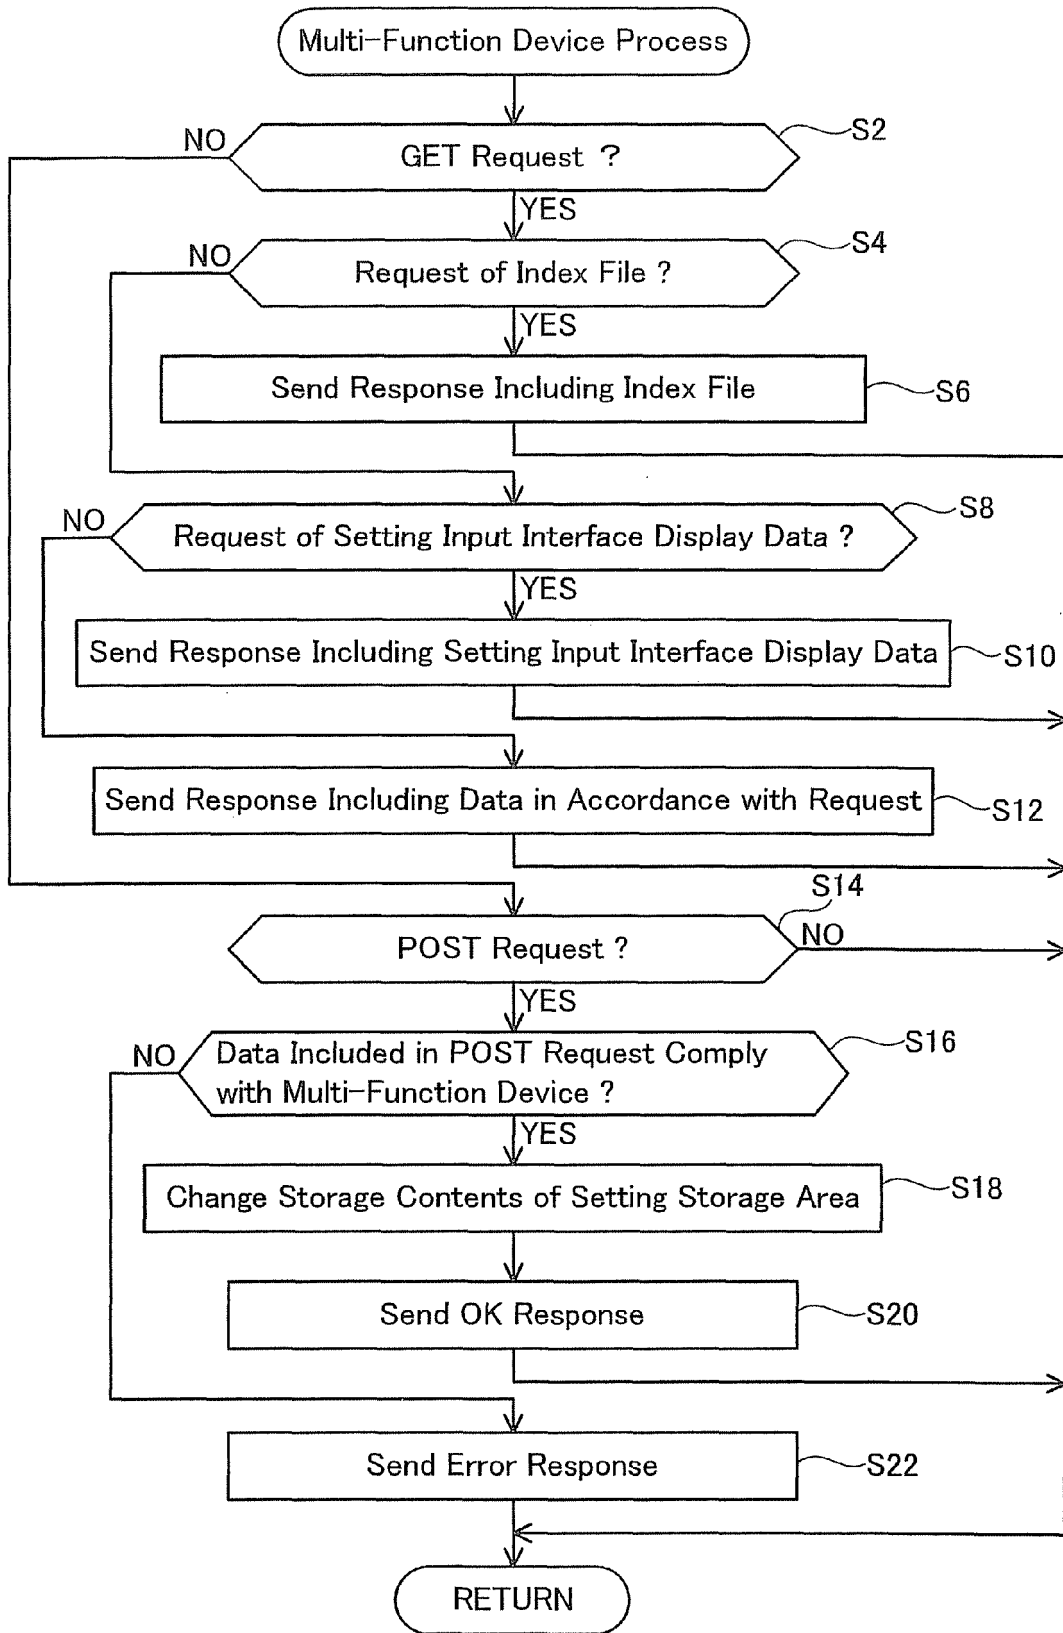 Multi-Function Device Process
NO
GET Request ?
S2
YES
NO
Request of Index File ?
S4
YES
Send Response Including Index File
S6
NO
Request of Setting Input Interface Display Data ?
S8
YES
Send Response Including Setting Input Interface Display Data
S10
Send Response Including Data in Accordance with Request
S12
S14
POST Request ?
NO
YES
NO
Data Included in POST Request Comply
with Multi-Function Device ?
S16
YES
Change Storage Contents of Setting Storage Area
S18
Send OK Response
S20
Send Error Response
S22
RETURN